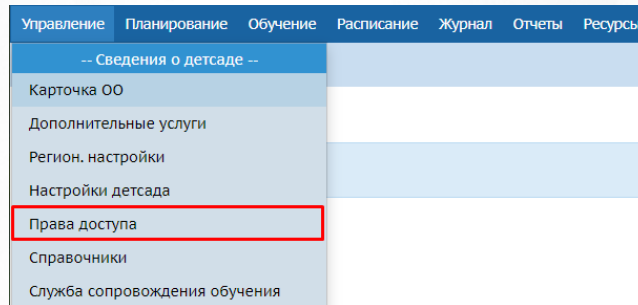 Управление Планирование Обучение Расписание Журнал Отчеты Ресурсы
-- Сведения о детсаде --
Карточка ОО
Дополнительные услуги
Регион. настройки
Настройки детсада
Права доступа
Справочники
Служба сопровождения обучения